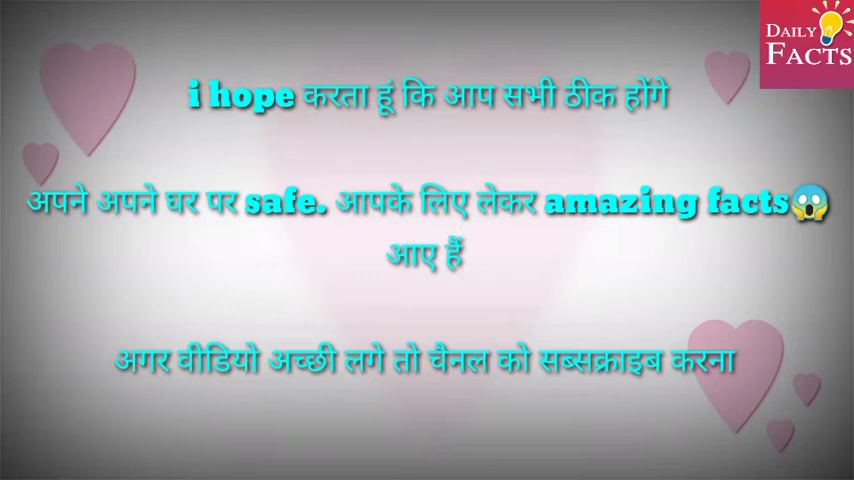 DAILY
FACTS
i hope करता हूं कि आप सभी ठीक होंगे
अपने अपने घर पर safe. आपके लिए लेकर amazing facts😱
आए हैं
अगर वीडियो अच्छी लगे तो चैनल को सब्सक्राइब करना